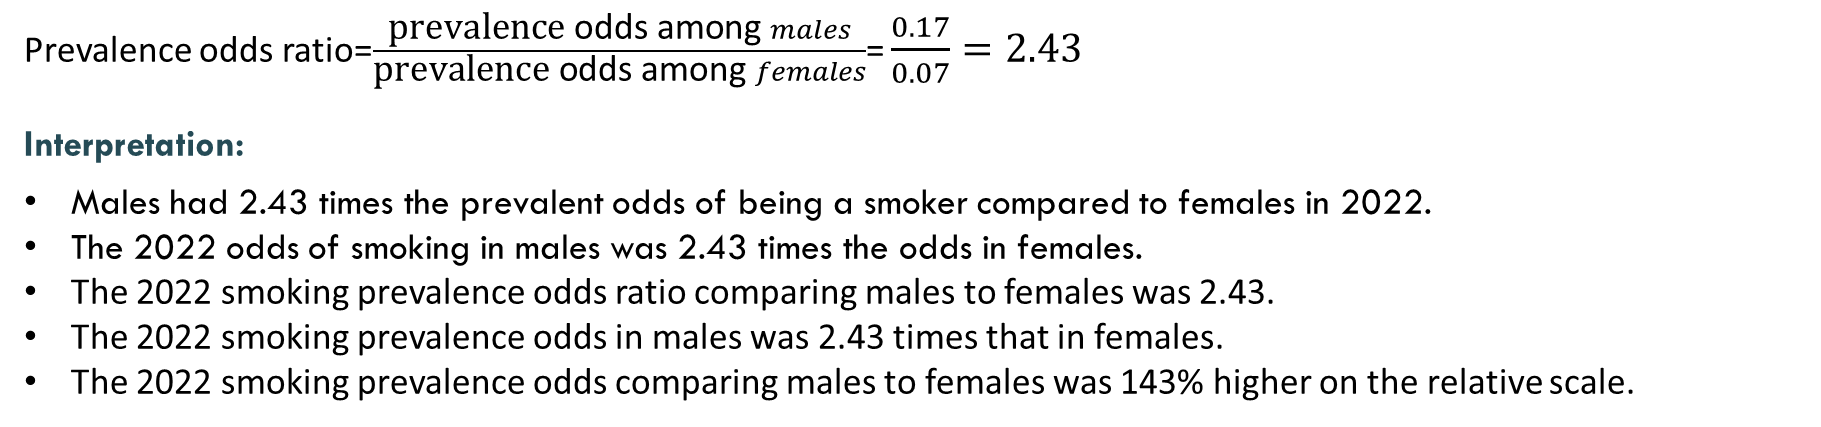 Prevalence odds ratio=prevalence odds among males/prevalence odds among females=0.17/0.07 = 2.43
Interpretation:
• Males had 2.43 times the prevalent odds of being a smoker compared to females in 2022.
• The 2022 odds of smoking in males was 2.43 times the odds in females.
• The 2022 smoking prevalence odds ratio comparing males to females was 2.43.
• The 2022 smoking prevalence odds in males was 2.43 times that in females.
• The 2022 smoking prevalence odds comparing males to females was 143% higher on the relative scale.